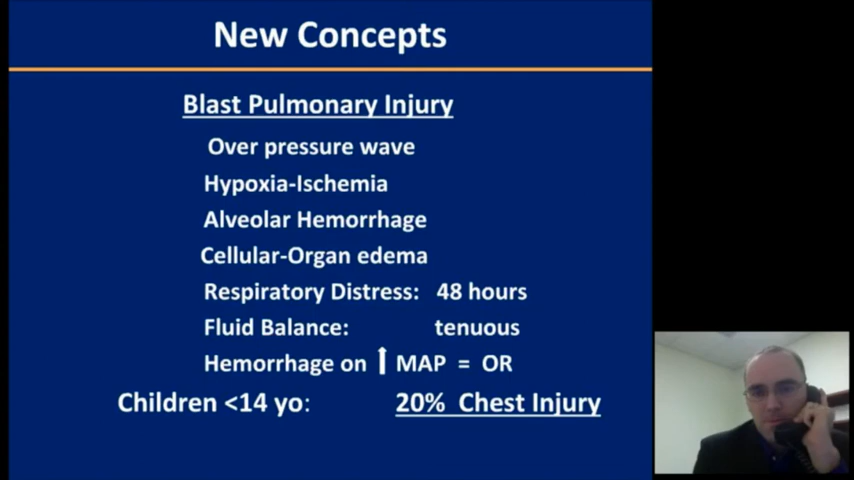 New Concepts
Blast Pulmonary Injury
Over pressure wave
Hypoxia-Ischemia
Alveolar Hemorrhage
Cellular-Organ edema
Respiratory Distress: 48 hours
Fluid Balance: tenuous
Hemorrhage on ⬆ MAP = OR
Children <14 yo: 20% Chest Injury